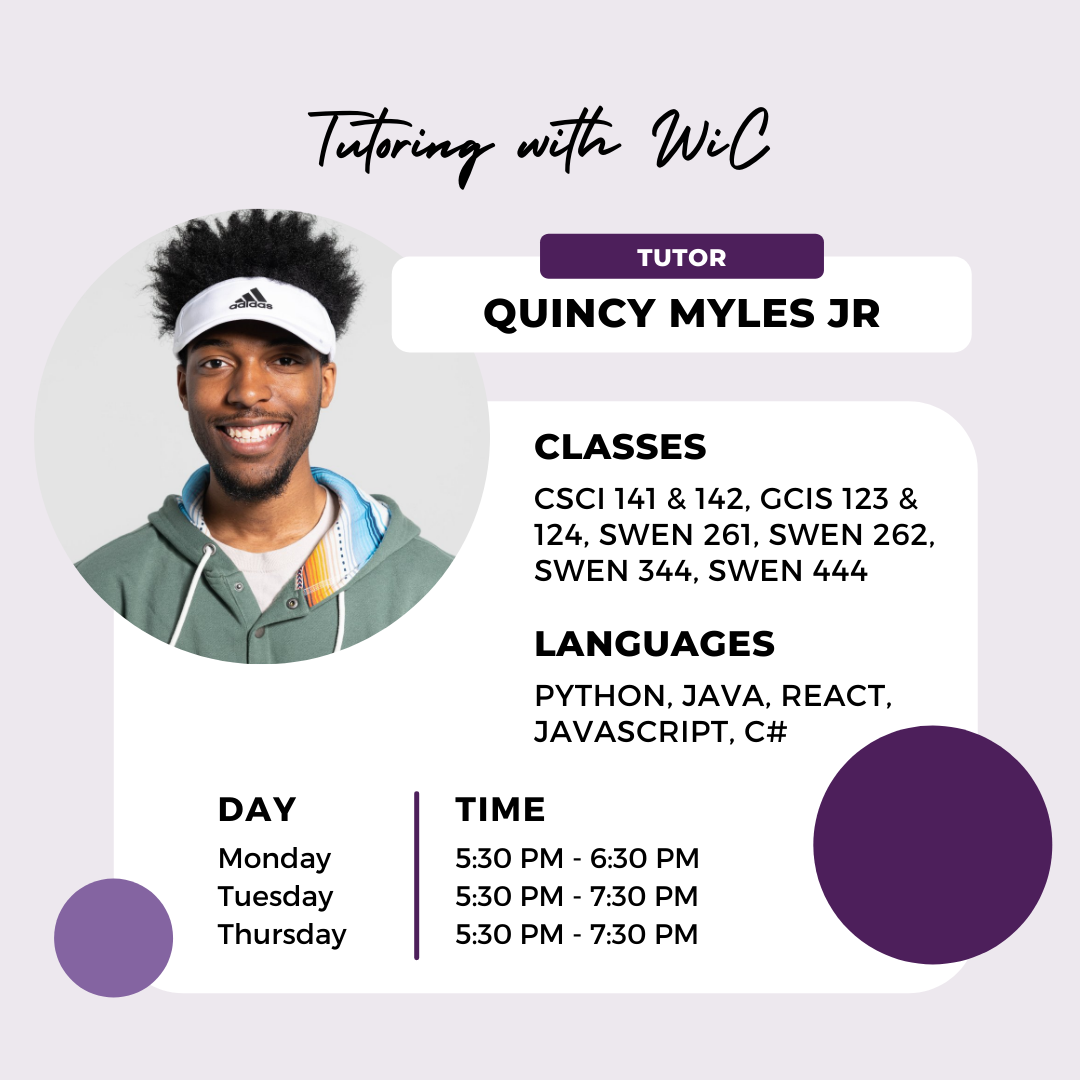 Tutoring with WiC
adidas
TUTOR
QUINCY MYLES JR
CLASSES
CSCI 141 & 142, GCIS 123 &
124, SWEN 261, SWEN 262,
SWEN 344, SWEN 444
LANGUAGES
PYTHON, JAVA, REACT,
JAVASCRIPT, C#
DAY TIME
Monday 5:30 PM - 6:30 PM
Tuesday 5:30 PM - 7:30 PM
Thursday 5:30 PM - 7:30 PM